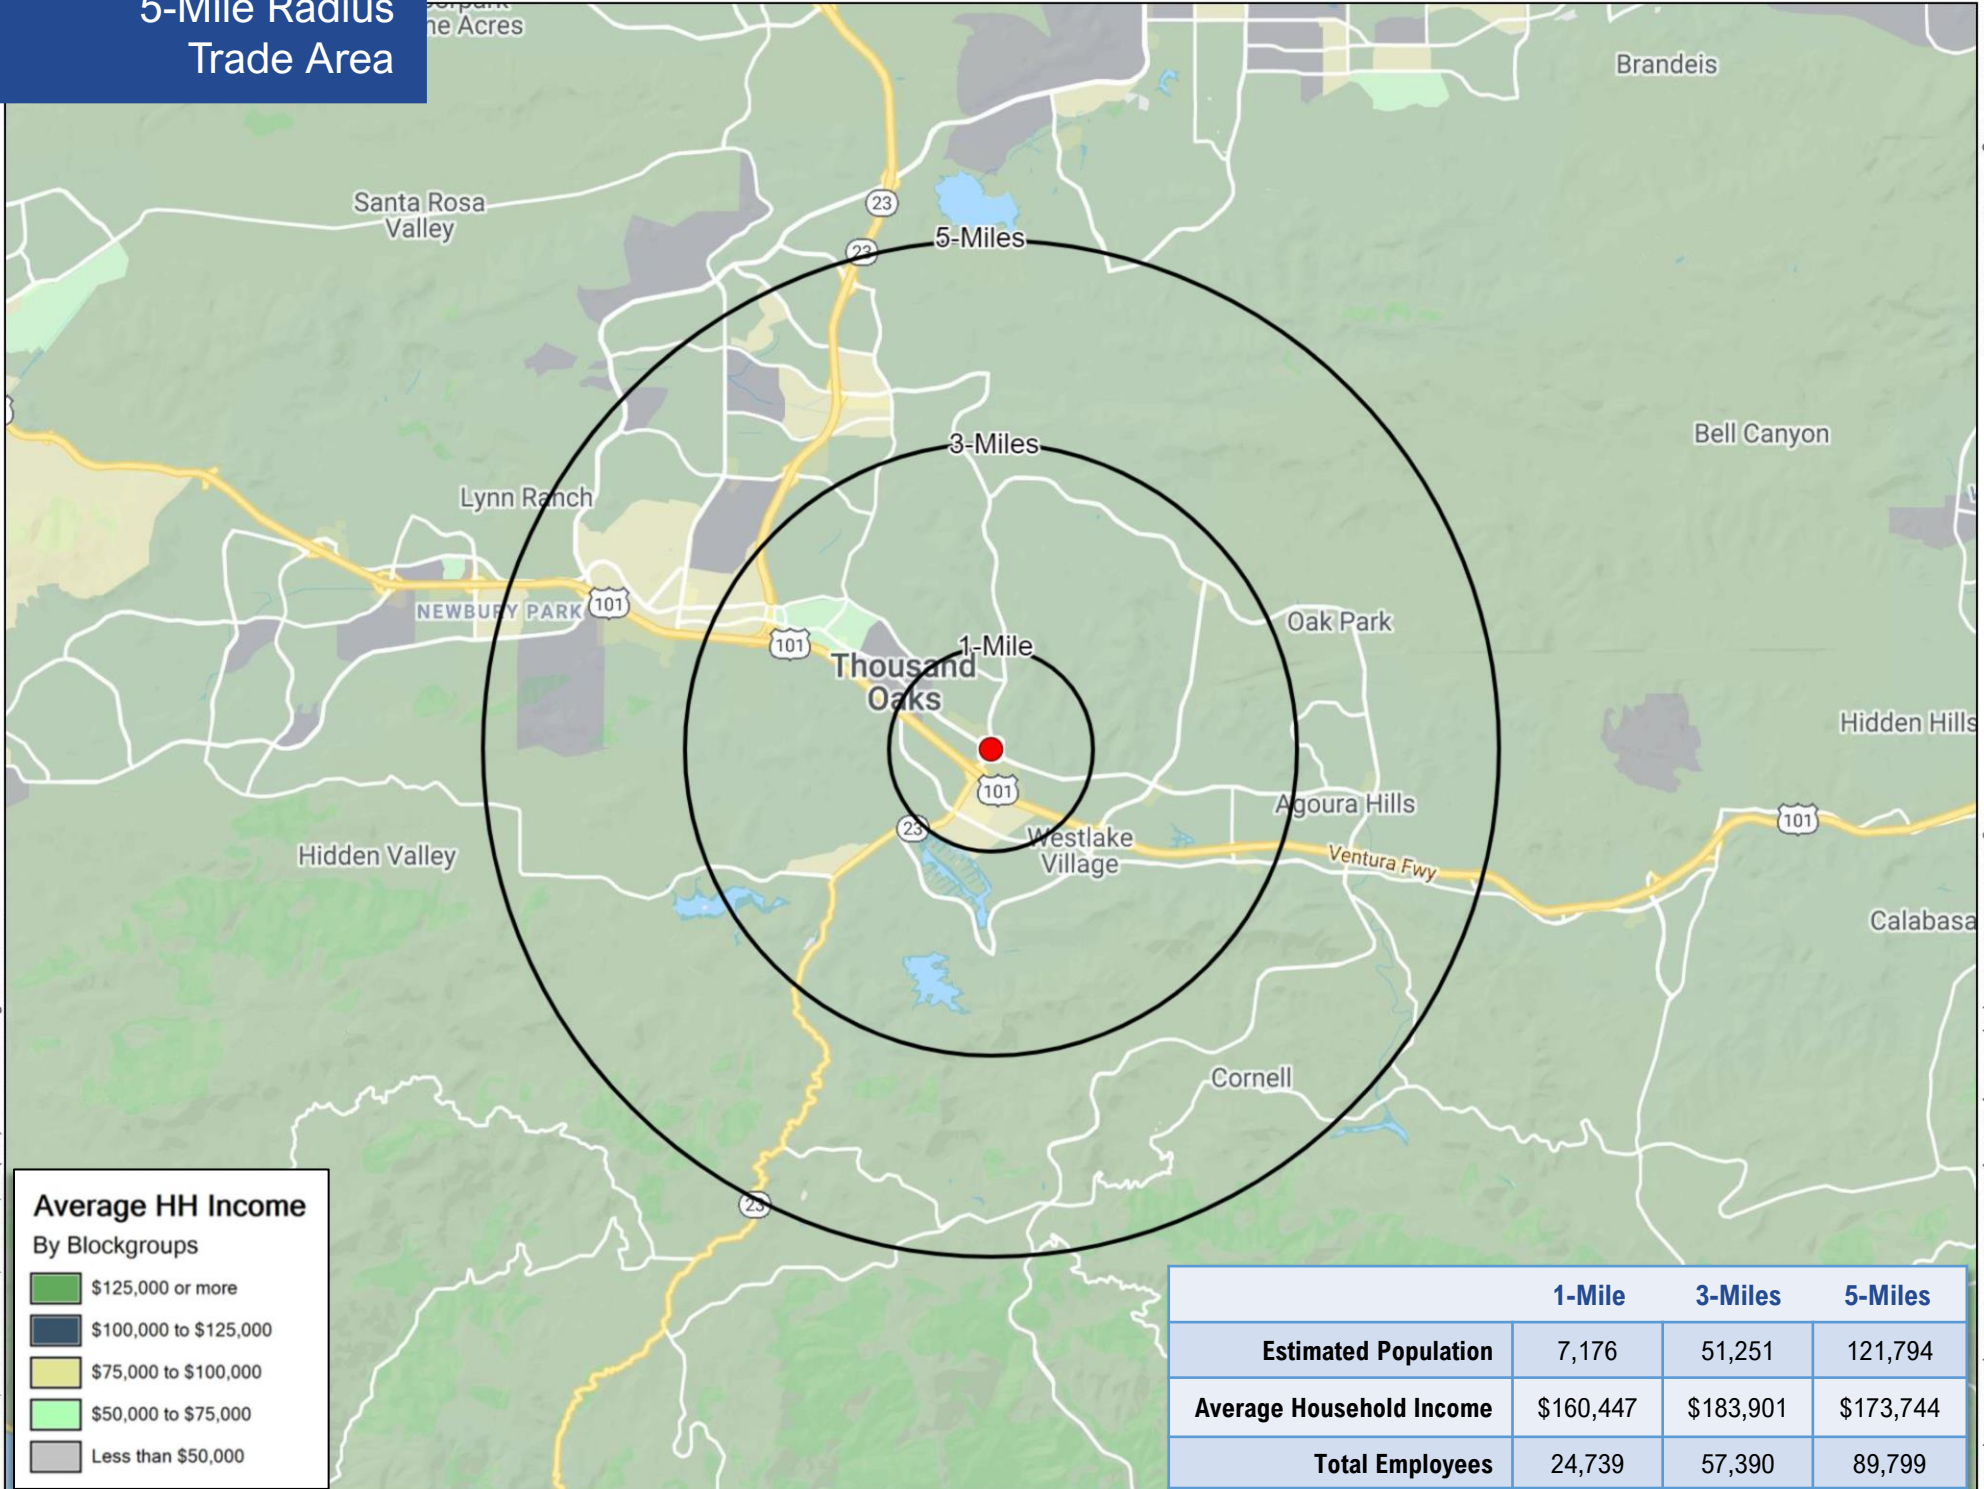 5-Mile Radius
Trade Area
ne Acres
Brandeis
Santa Rosa
Valley
23
23
5-Miles
3-Miles
Bell Canyon
Lynn Ranch
NEWBURY PARK
101
101
Oak Park
1-Mile
Thousand
Oaks
Hidden Hills
101
Agoura Hills
101
23
Westlake
Village
Hidden Valley
Ventura Fwy
Calabasa
Cornell
23
Average HH Income
By Blockgroups
$125,000 or more
$100,000 to $125,000
$75,000 to $100,000
$50,000 to $75,000
Less than $50,000
1-Mile 3-Miles 5-Miles
Estimated Population 7,176 51,251 121,794
Average Household Income $160,447 $183,901 $173,744
Total Employees 24,739 57,390 89,799